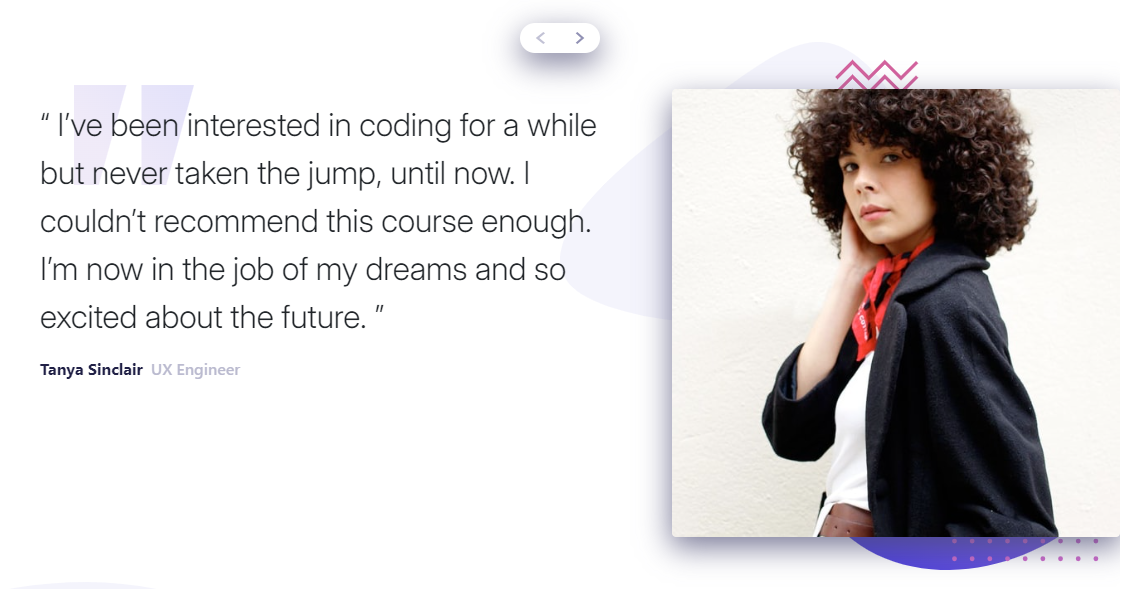 “ I’ve been interested in coding for a while
but never taken the jump, until now. I
couldn’t recommend this course enough.
I’m now in the job of my dreams and so
excited about the future. ”
Tanya Sinclair UX Engineer